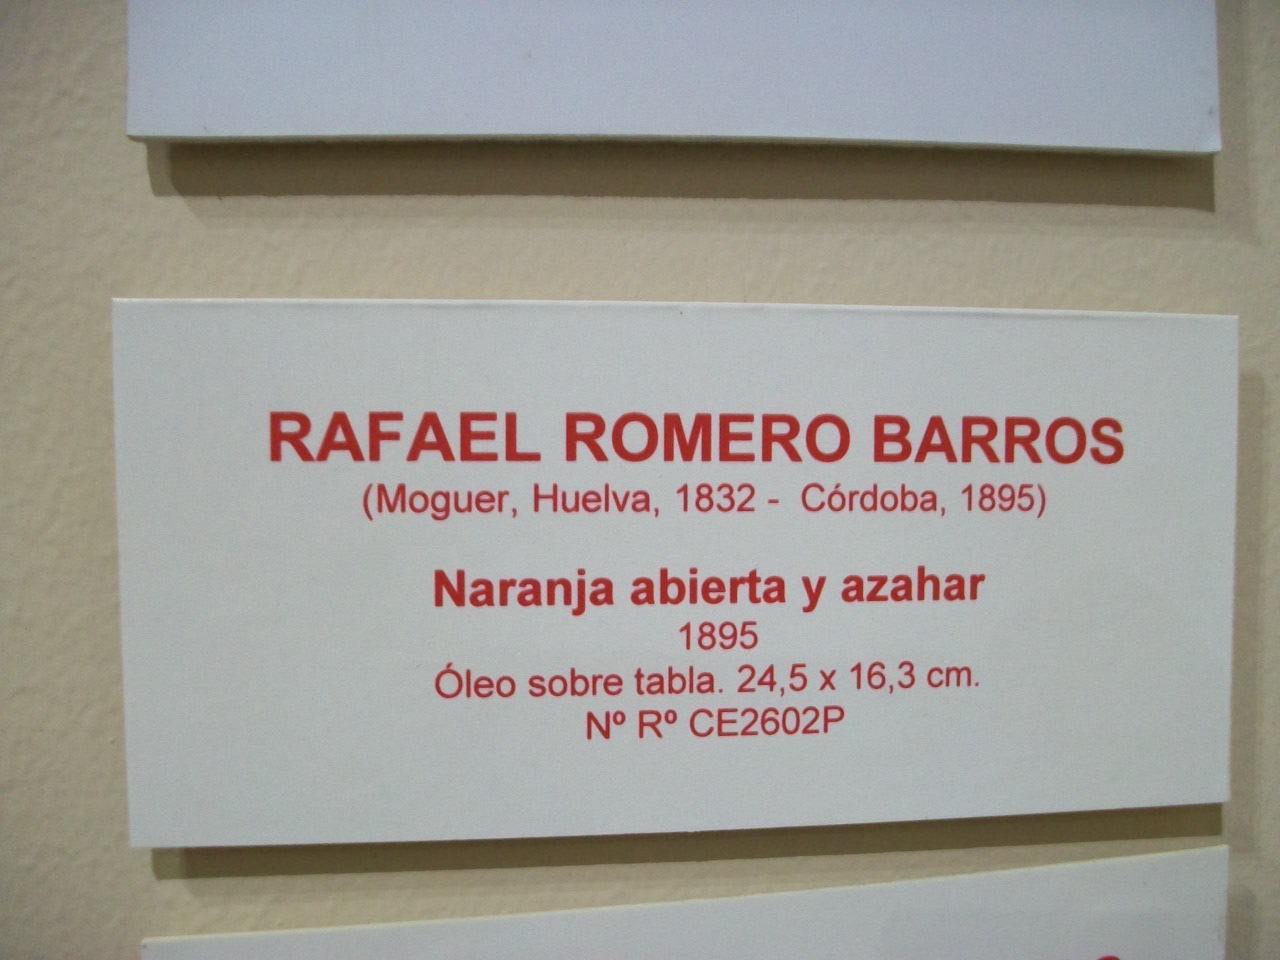 RAFAEL ROMERO BARROS
(Moguer, Huelva, 1832 - Córdoba, 1895)
Naranja abierta y azahar
1895
Óleo sobre tabla. 24,5 x 16,3 cm.
Nº Rº CE2602P